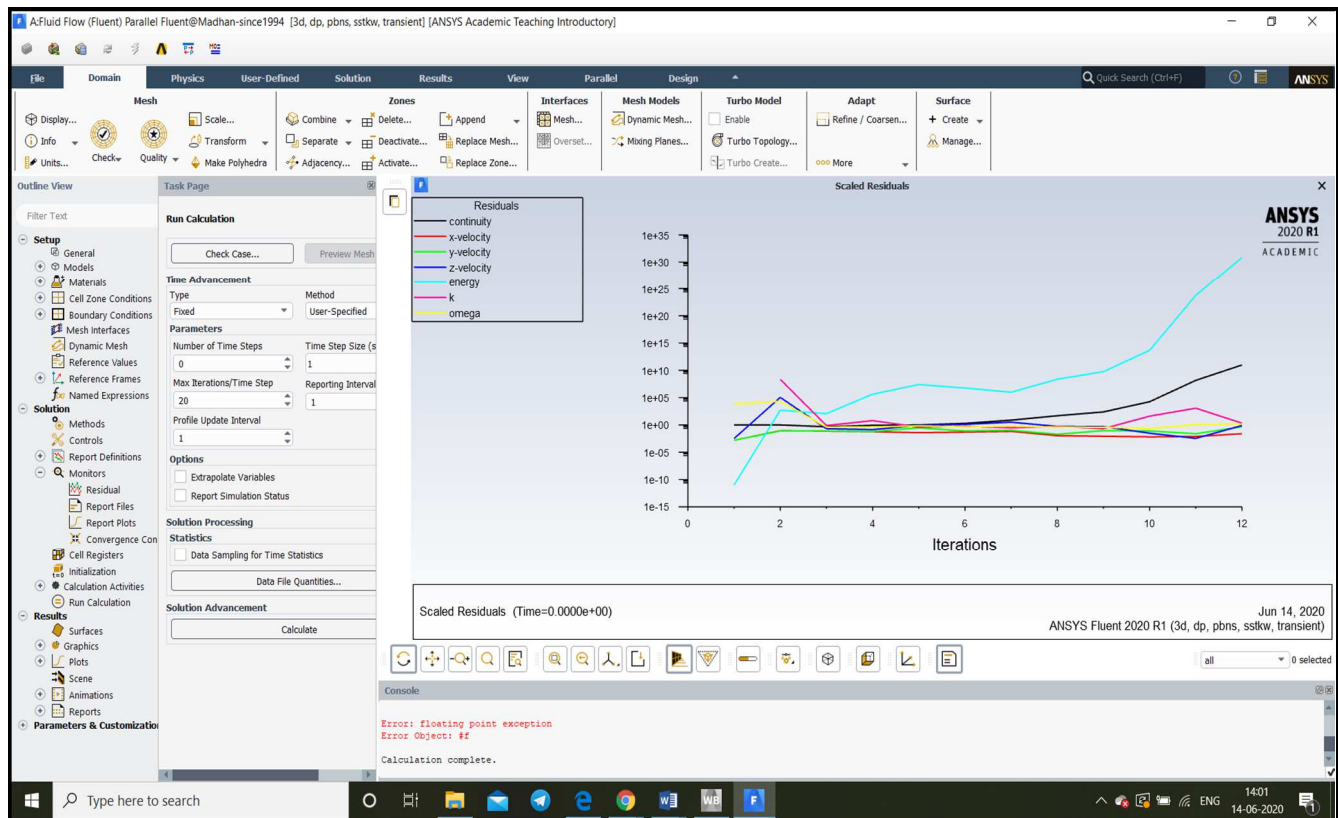 A:Fluid Flow (Fluent) Parallel Fluent@Madhan-since1994 [3d, dp, pbns, sstkw, transient] [ANSYS Academic Teaching Introductory]
File Domain Physics User-Defined Solution Results View Parallel Design Quick Search (Ctrl+F) ANSYS
Mesh Zones Interfaces Mesh Models Turbo Model Adapt Surface
Display... Scale... Combine Delete... Append Mesh... Dynamic Mesh... Enable Refine / Coarsen... + Create
Info Transform Separate Deactivate... Replace Mesh... Overset... Mixing Planes... Turbo Topology... Manage...
Units... Check Quality Make Polyhedra Adjacency... Activate... Replace Zone... Turbo Create... More
Outline View
Filter Text
Setup
General
Models
Materials
Cell Zone Conditions
Boundary Conditions
Mesh Interfaces
Dynamic Mesh
Reference Values
Reference Frames
Named Expressions
Solution
Methods
Controls
Report Definitions
Monitors
Residual
Report Files
Report Plots
Convergence Con
Cell Registers
Initialization
Calculation Activities
Run Calculation
Results
Surfaces
Graphics
Plots
Scene
Animations
Reports
Parameters & Customizatio
Task Page
Run Calculation
Check Case... Preview Mesh
Time Advancement
Type Method
Fixed User-Specified
Parameters
Number of Time Steps Time Step Size (s
0 1
Max Iterations/Time Step Reporting Interval
20 1
Profile Update Interval
1
Options
Extrapolate Variables
Report Simulation Status
Solution Processing
Statistics
Data Sampling for Time Statistics
Data File Quantities...
Solution Advancement
Calculate
Scaled Residuals
ANSYS
2020 R1
ACADEMIC
Residuals
continuity
x-velocity
y-velocity
z-velocity
energy
k
omega
1e+35
1e+30
1e+25
1e+20
1e+15
1e+10
1e+05
1e+00
1e-05
1e-10
1e-15
0 2 4 6 8 10 12
Iterations
Scaled Residuals (Time=0.0000e+00) Jun 14, 2020
ANSYS Fluent 2020 R1 (3d, dp, pbns, sstkw, transient)
all 0 selected
Console
Error: floating point exception
Error Object: #f
Calculation complete.
Type here to search
ENG
14:01
14-06-2020